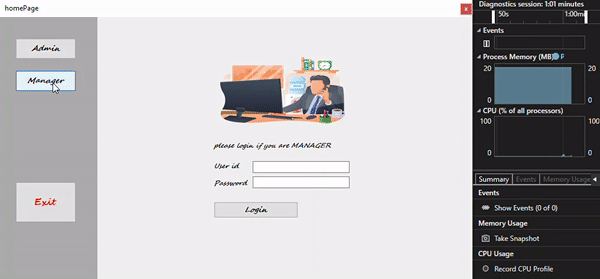 homePage
x
Admin
Manager
Exit
please login if you are MANAGER
User id
Password
Login
Diagnostics session: 1:01 minutes
50s
1:00mi
Events
Process Memory (MB)
P
20
20
0
0
CPU (% of all processors)
100
100
0
0
Summary
Events
Memory Usage
Events
Show Events (0 of 0)
Memory Usage
Take Snapshot
CPU Usage
Record CPU Profile